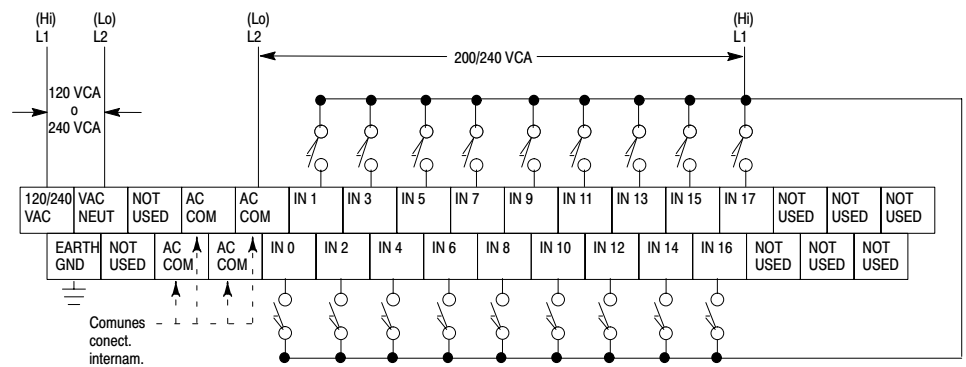 (Hi) (Lo) (Lo) (Hi)
L1 L2 L2 L1
200/240 VCA
120 VCA
o
240 VCA
120/240 VAC NOT AC AC IN 1 IN 3 IN 5 IN 7 IN 9 IN 11 IN 13 IN 15 IN 17 NOT NOT NOT
VAC NEUT USED COM COM USED USED USED
EARTH NOT AC AC IN 0 IN 2 IN 4 IN 6 IN 8 IN 10 IN 12 IN 14 IN 16 NOT NOT NOT
GND USED COM COM USED USED USED
Comunes
conect.
internam.